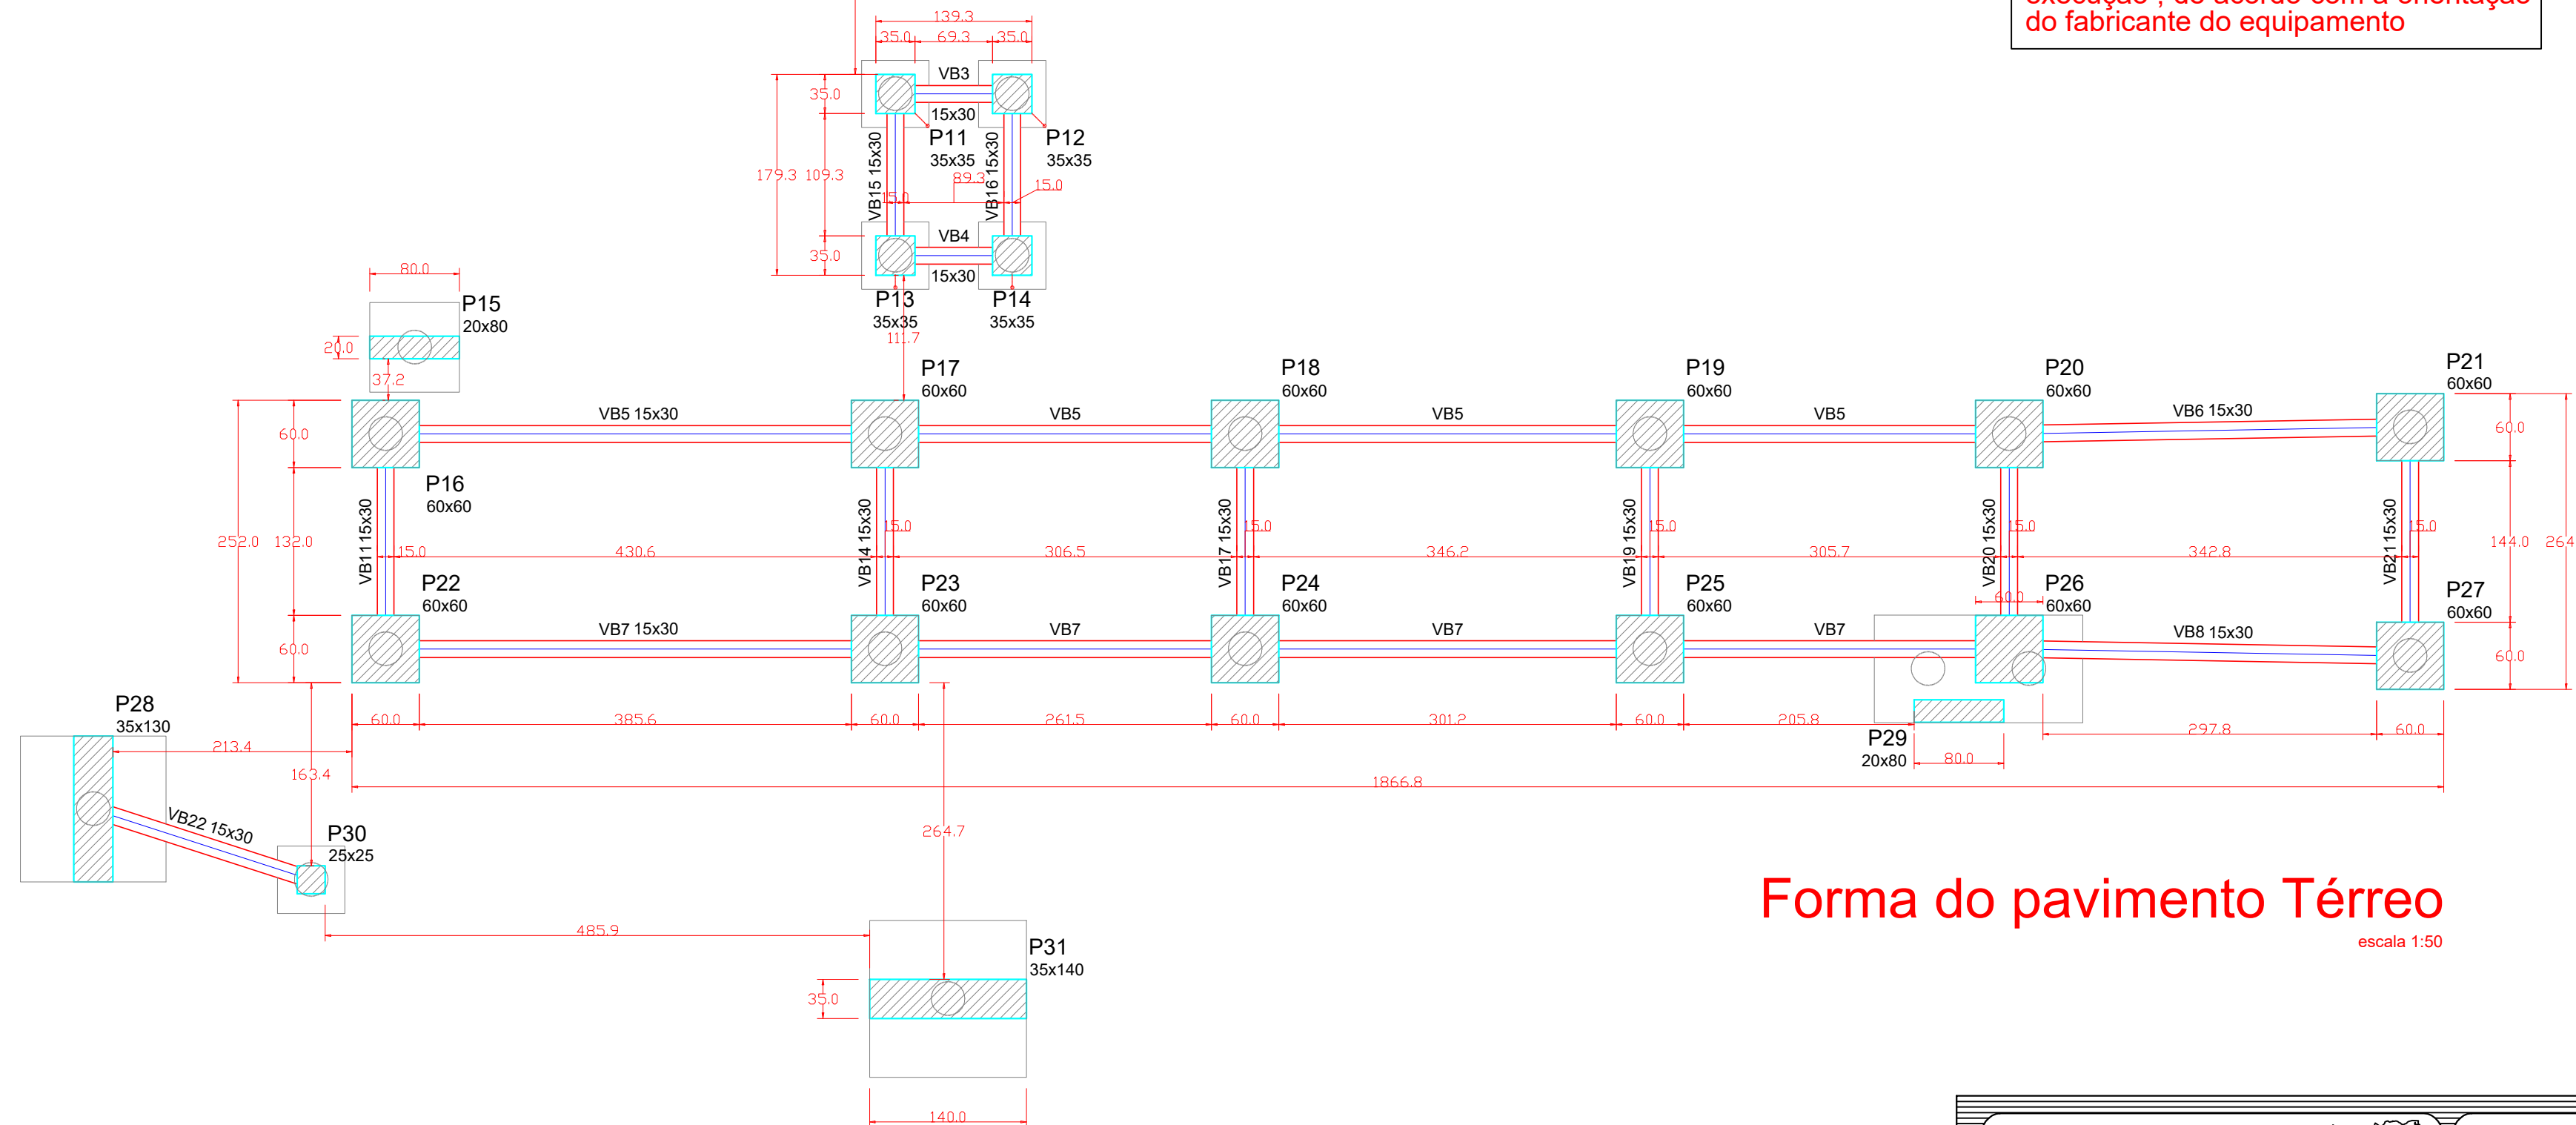 execução , de acordo com a orientação
do fabricante do equipamento
139.3
35.0 69.3 35.0
VB3
15x30
35.0
P11
35x35
P12
35x35
VB15 15x30
VB16 15x30
179.3 109.3
89.3
15.0
15.0
VB4
15x30
35.0
P13
35x35
P14
35x35
111.7
80.0
P15
20x80
20.0
37.2
P17
60x60
P18
60x60
P19
60x60
P20
60x60
P21
60x60
VB5 15x30
VB5
VB5
VB5
VB6 15x30
60.0
60.0
264
P16
60x60
VB11 15x30
VB14 15x30
VB17 15x30
VB19 15x30
VB20 15x30
VB21 15x30
15.0
15.0
15.0
15.0
15.0
252.0 132.0
15.0
430.6
306.5
346.2
305.7
342.8
144.0
P22
60x60
P23
60x60
P24
60x60
P25
60x60
P26
60x60
P27
60x60
60.0
VB7 15x30
VB7
VB7
VB7
VB8 15x30
60.0
60.0
60.0
385.6
60.0
261.5
60.0
301.2
60.0
205.8
297.8
60.0
P28
35x130
213.4
163.4
P29
20x80
80.0
1866.8
VB22 15x30
P30
25x25
264.7
485.9
Forma do pavimento Térreo
escala 1:50
P31
35x140
35.0
140.0